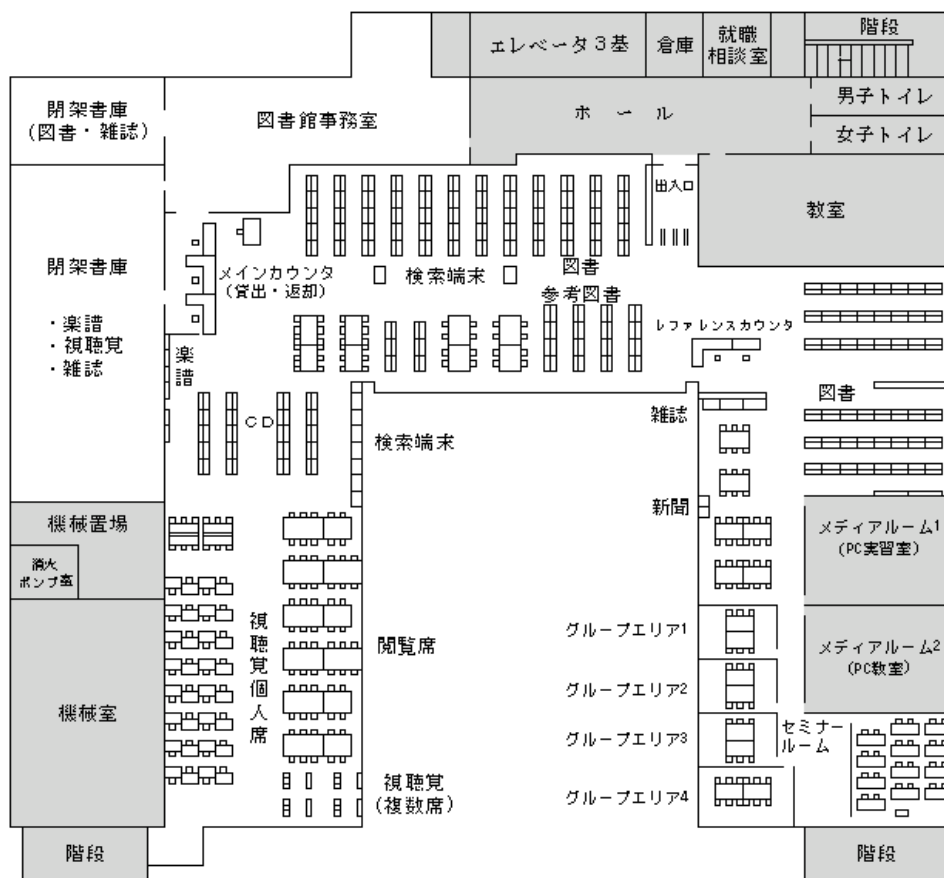 階段
エレベータ3基
倉庫
就職
相談室
閉架書庫
(図書・雑誌)
図書館事務室
ホール
男子トイレ
女子トイレ
出入口
教室
閉架書庫
・楽譜
・視聴覚
・雑誌
メインカウンタ
(貸出・返却)
検索端末
図書
参考図書
レファレンスカウンタ
楽譜
CD
検索端末
雑誌
図書
新聞
機械置場
消火
ポンプ室
メディアルーム1
(PC実習室)
視聴覚個人席
閲覧席
グループエリア1
メディアルーム2
(PC教室)
グループエリア2
機械室
グループエリア3
セミナー
ルーム
視聴覚
(複数席)
グループエリア4
階段
階段